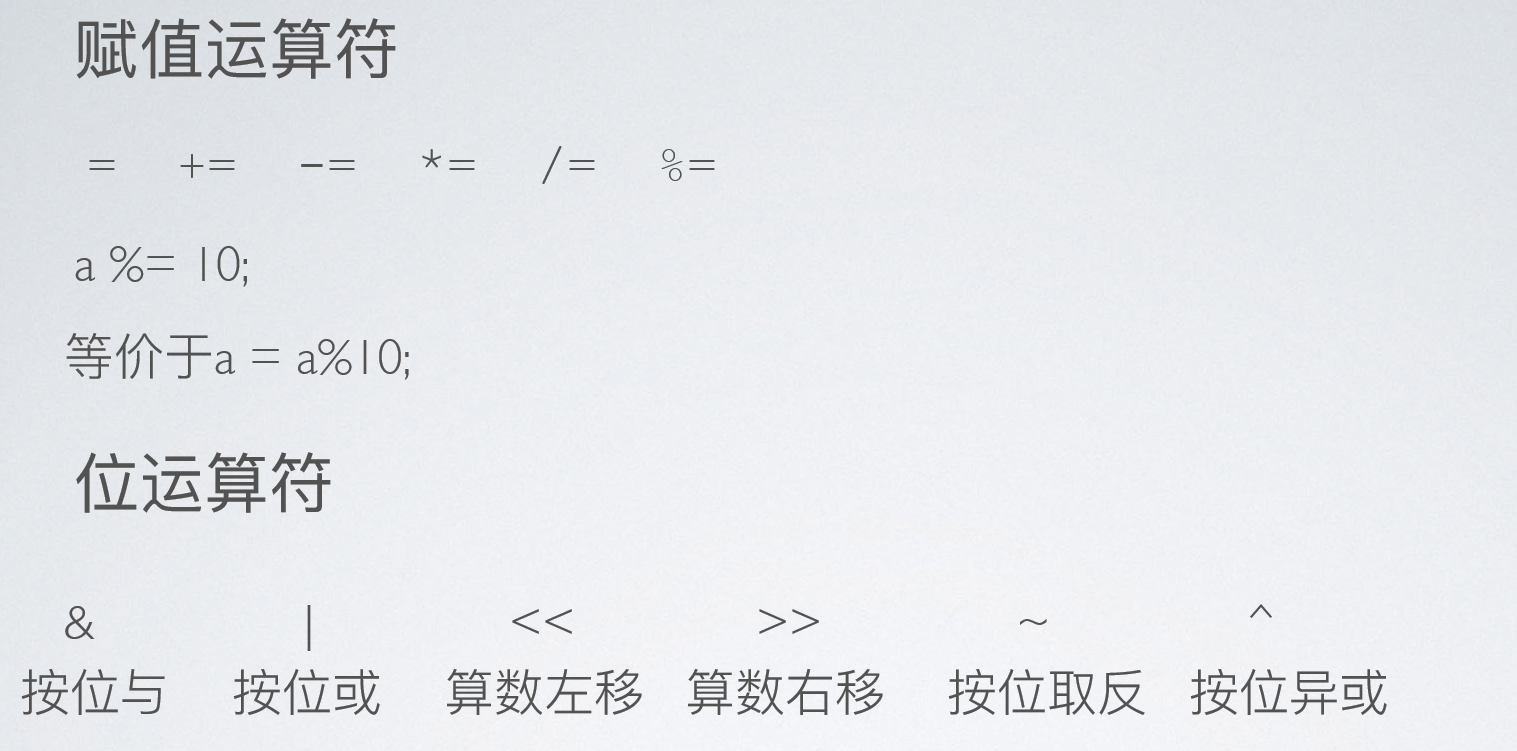 赋值运算符
= += -= *= /= %=
a %= 10;
等价于a = a%10;
位运算符
& | << >> ~ ^
按位与 按位或 算数左移 算数右移 按位取反 按位异或